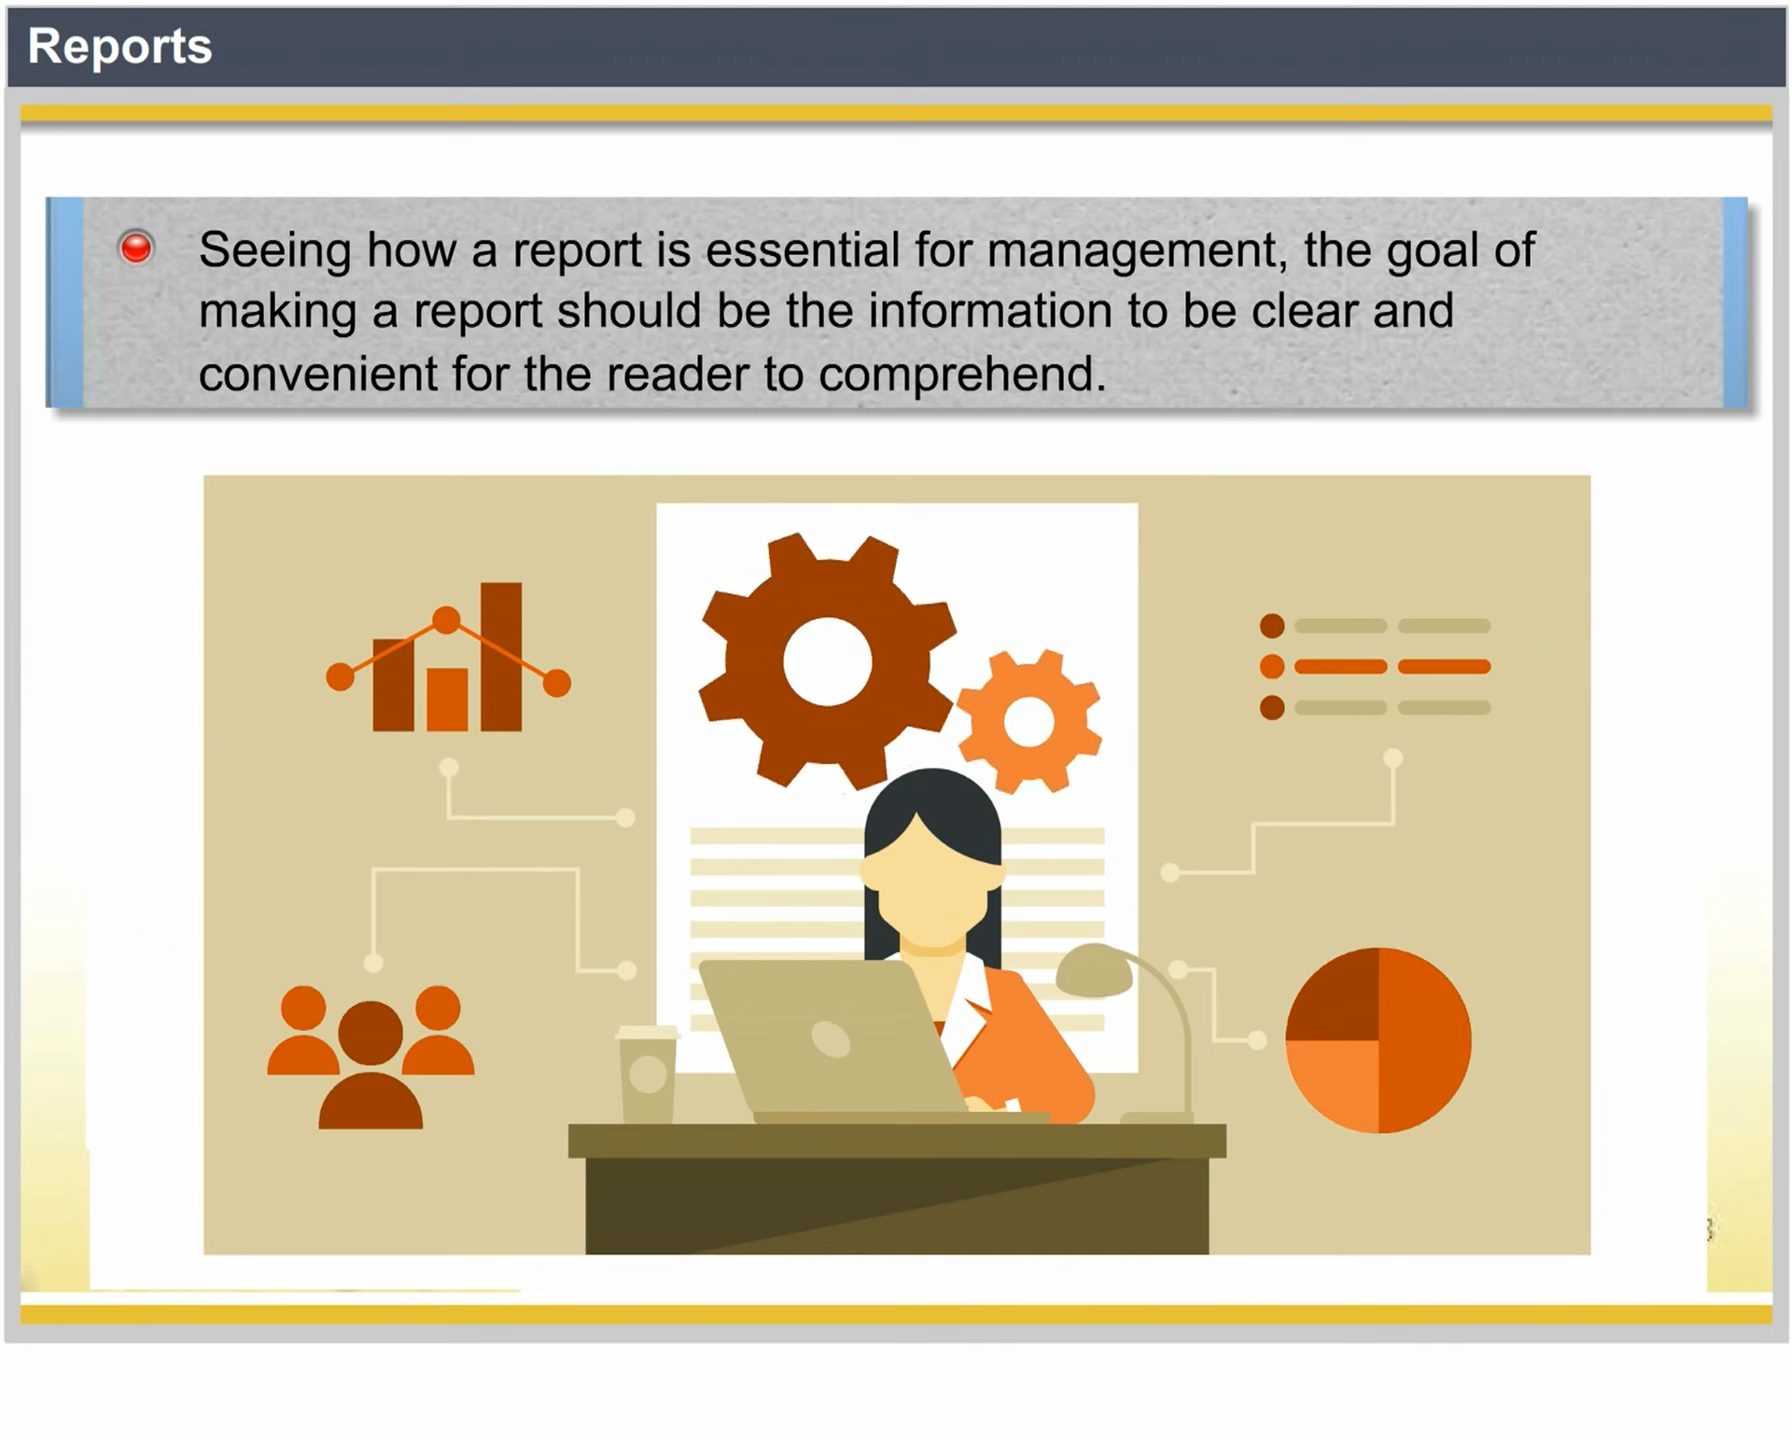 Reports
Seeing how a report is essential for management, the goal of
making a report should be the information to be clear and
convenient for the reader to comprehend.